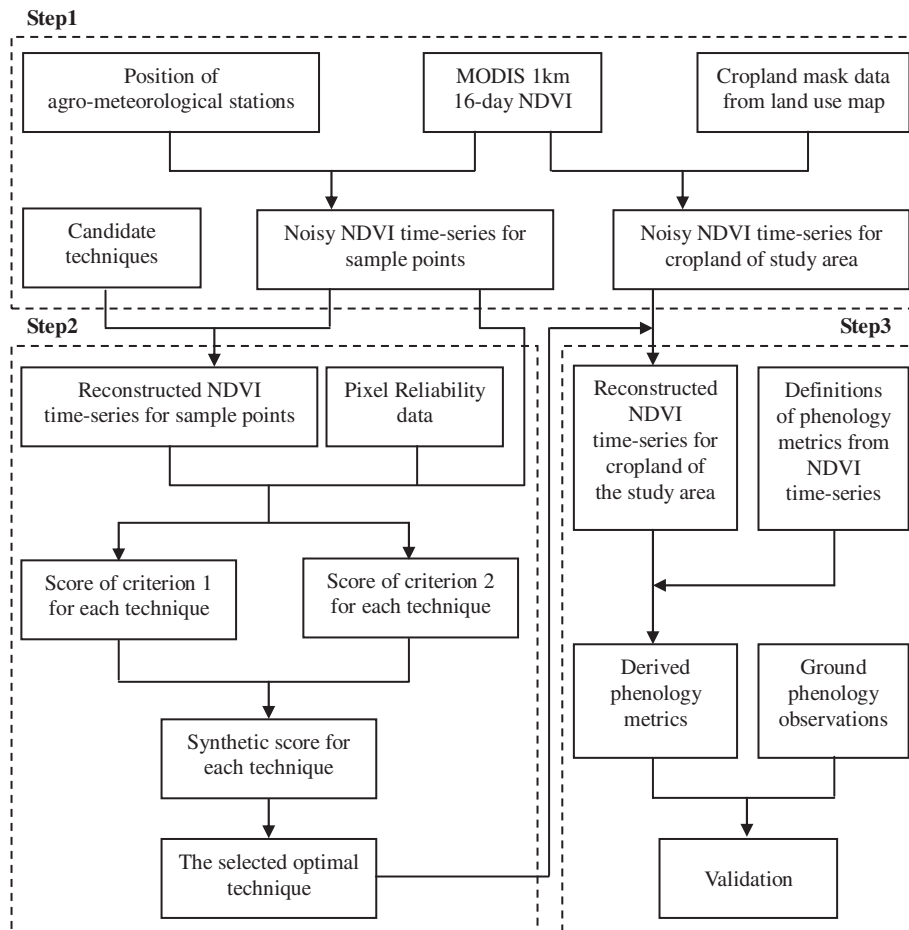 Step1
Position of
agro-meteorological stations
MODIS 1km
16-day NDVI
Cropland mask data
from land use map
Candidate
techniques
Noisy NDVI time-series for
sample points
Noisy NDVI time-series for
cropland of study area
Step2
Reconstructed NDVI
time-series for sample points
Pixel Reliability
data
Score of criterion 1
for each technique
Score of criterion 2
for each technique
Synthetic score for
each technique
The selected optimal
technique
Step3
Reconstructed
NDVI
time-series for
cropland of
the study area
Definitions
of phenology
metrics from
NDVI
time-series
Derived
phenology
metrics
Ground
phenology
observations
Validation